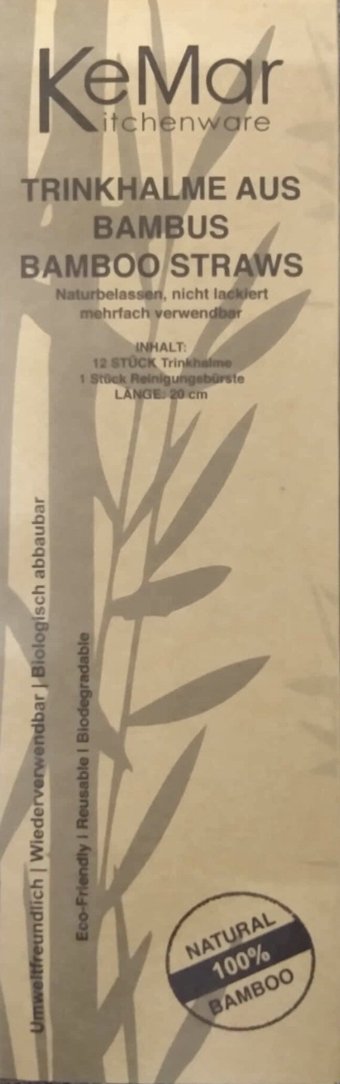 KeMar
Kitchenware
TRINKHALME AUS
BAMBUS
BAMBOO STRAWS
Naturbelassen, nicht lackiert
mehrfach verwendbar
INHALT:
12 STÜCK Trinkhalme
1 Stück Reinigungsbürste
LÄNGE: 20 cm
Umweltfreundlich | Wiederverwendbar | Biologisch abbaubar
Eco-Friendly | Reusable | Biodegradable
NATURAL
100%
BAMBOO